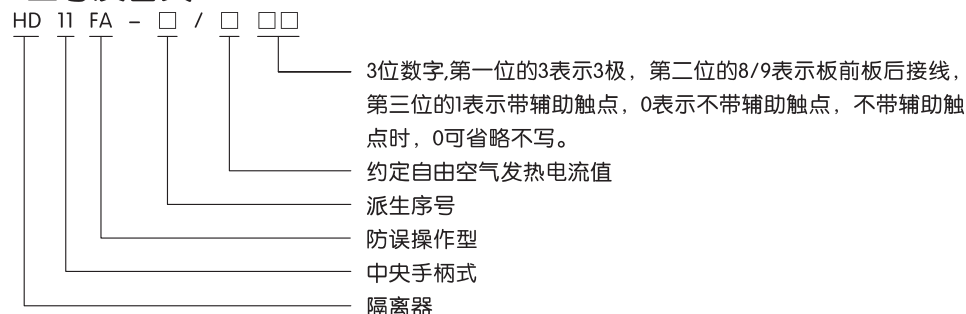 HD 11 FA - □ / □ □□
3位数字,第一位的3表示3极，第二位的8/9表示板前板后接线，
第三位的1表示带辅助触点，0表示不带辅助触点，不带辅助触
点时，0可省略不写。
约定自由空气发热电流值
派生序号
防误操作型
中央手柄式
隔离器